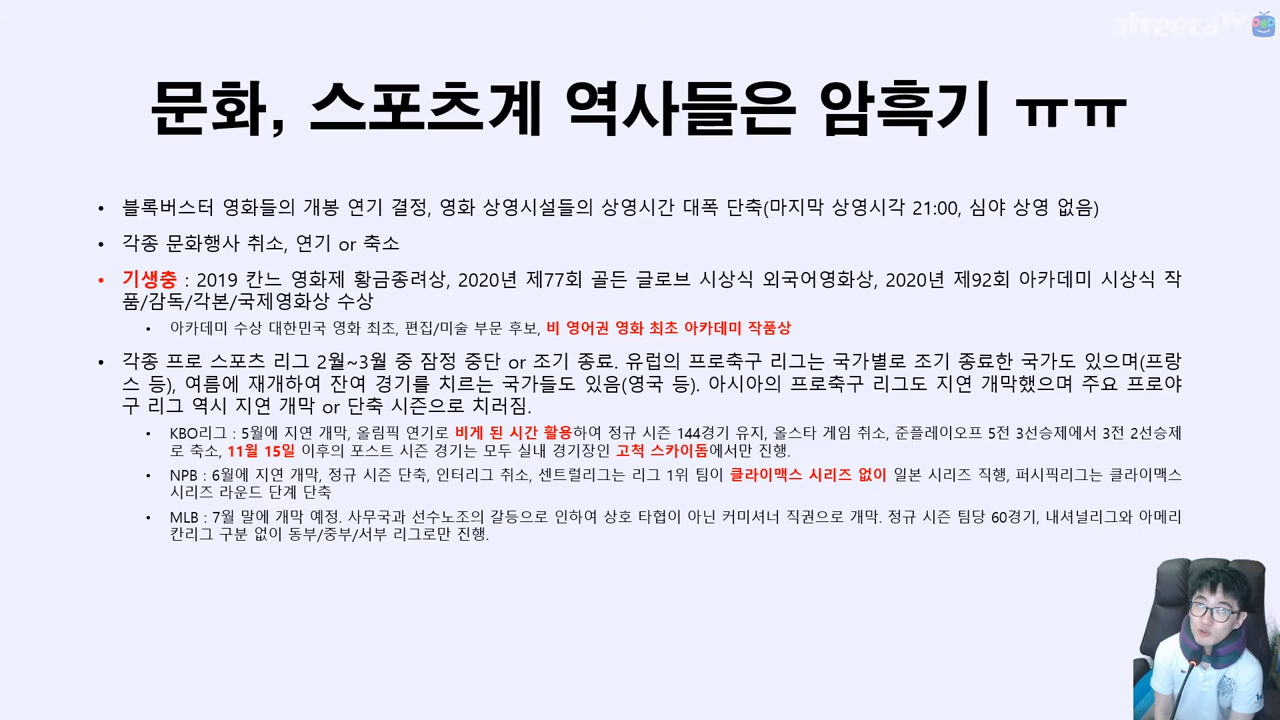 afreecaTV
문화, 스포츠계 역사들은 암흑기 ㅠㅠ
• 블록버스터 영화들의 개봉 연기 결정, 영화 상영시설들의 상영시간 대폭 단축(마지막 상영시각 21:00, 심야 상영 없음)
• 각종 문화행사 취소, 연기 or 축소
• 기생충 : 2019 칸느 영화제 황금종려상, 2020년 제77회 골든 글로브 시상식 외국어영화상, 2020년 제92회 아카데미 시상식 작
품/감독/각본/국제영화상 수상
• 아카데미 수상 대한민국 영화 최초, 편집/미술 부문 후보, 비 영어권 영화 최초 아카데미 작품상
• 각종 프로 스포츠 리그 2월~3월 중 잠정 중단 or 조기 종료. 유럽의 프로축구 리그는 국가별로 조기 종료한 국가도 있으며(프랑
스 등), 여름에 재개하여 잔여 경기를 치르는 국가들도 있음(영국 등). 아시아의 프로축구 리그도 지연 개막했으며 주요 프로야
구 리그 역시 지연 개막 or 단축 시즌으로 치러짐.
• KBO리그 : 5월에 지연 개막, 올림픽 연기로 비게 된 시간 활용하여 정규 시즌 144경기 유지, 올스타 게임 취소, 준플레이오프 5전 3선승제에서 3전 2선승제
로 축소, 11월 15일 이후의 포스트 시즌 경기는 모두 실내 경기장인 고척 스카이돔에서만 진행.
• NPB : 6월에 지연 개막, 정규 시즌 단축, 인터리그 취소, 센트럴리그는 리그 1위 팀이 클라이맥스 시리즈 없이 일본 시리즈 직행, 퍼시픽리그는 클라이맥스
시리즈 라운드 단계 단축
• MLB : 7월 말에 개막 예정. 사무국과 선수노조의 갈등으로 인하여 상호 타협이 아닌 커미셔너 직권으로 개막. 정규 시즌 팀당 60경기, 내셔널리그와 아메리
칸리그 구분 없이 동부/중부/서부 리그로만 진행.